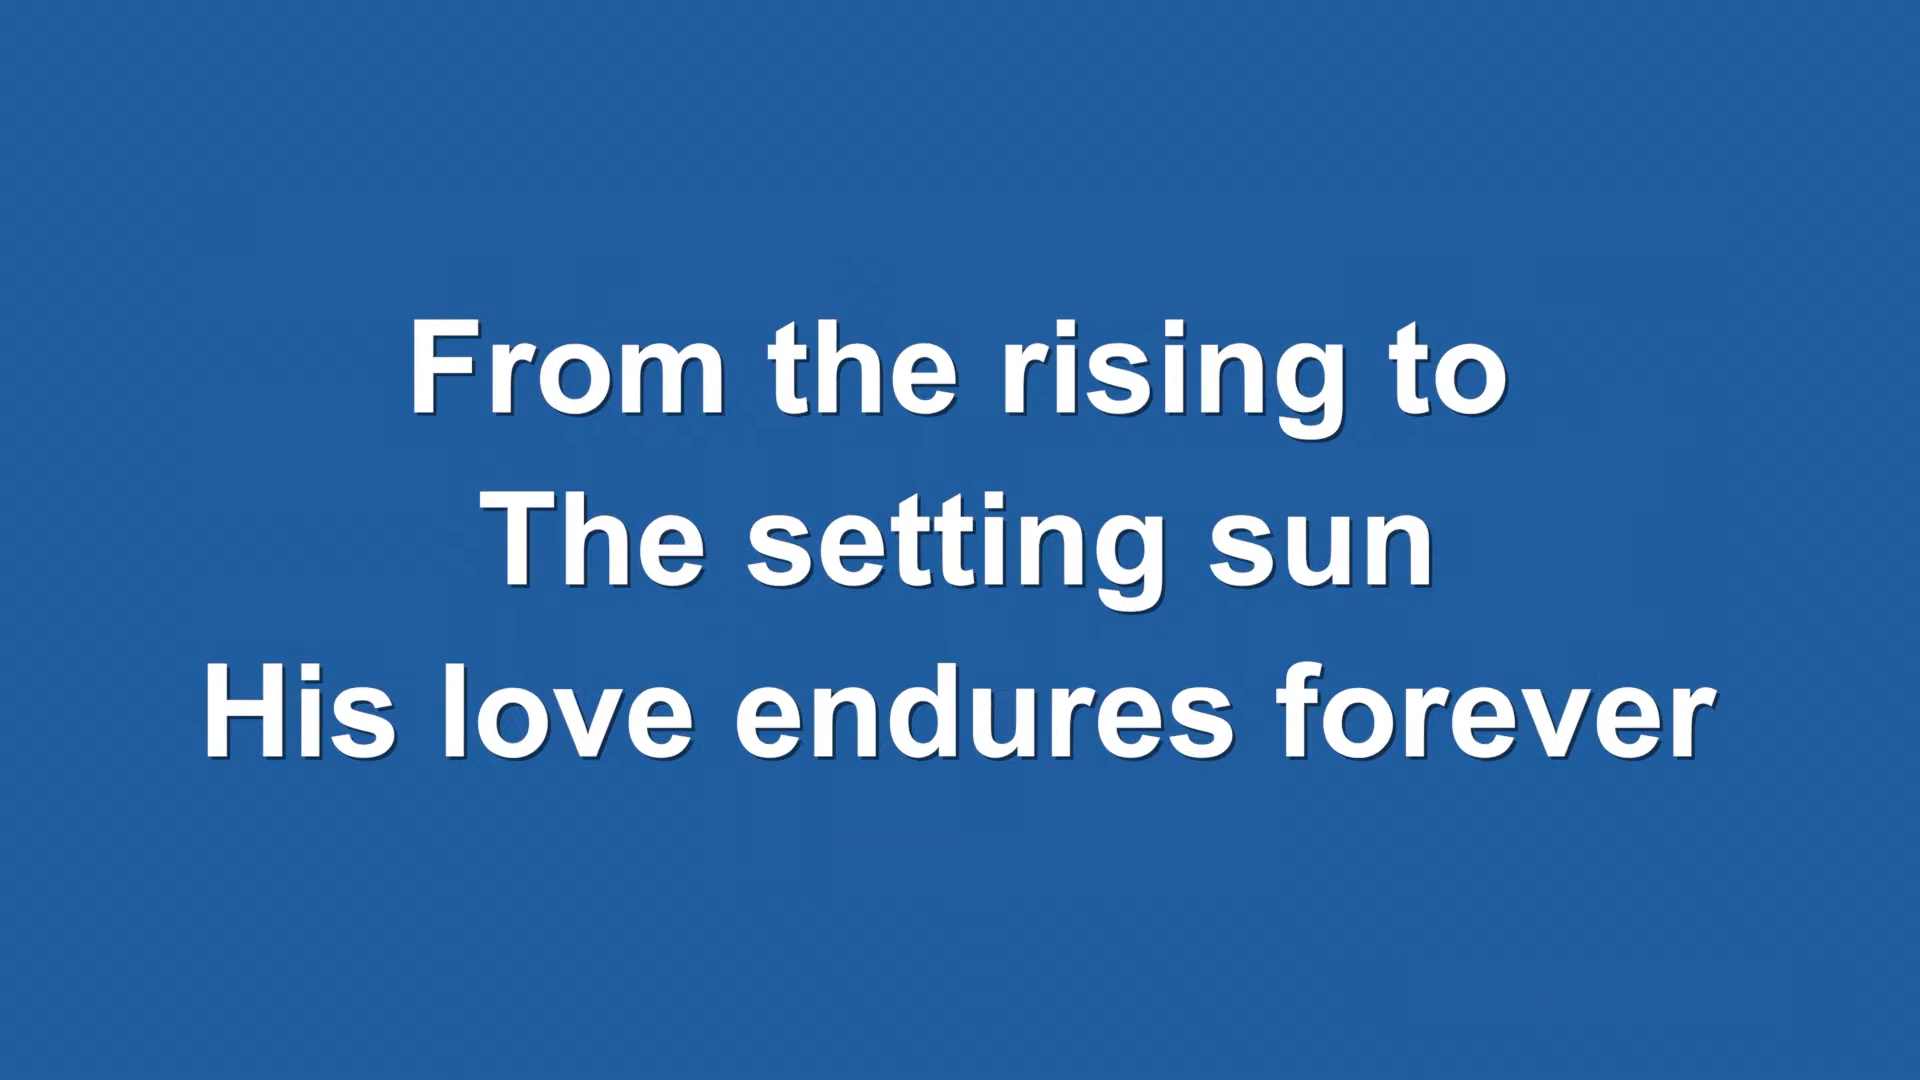 From the rising to
The setting sun
His love endures forever